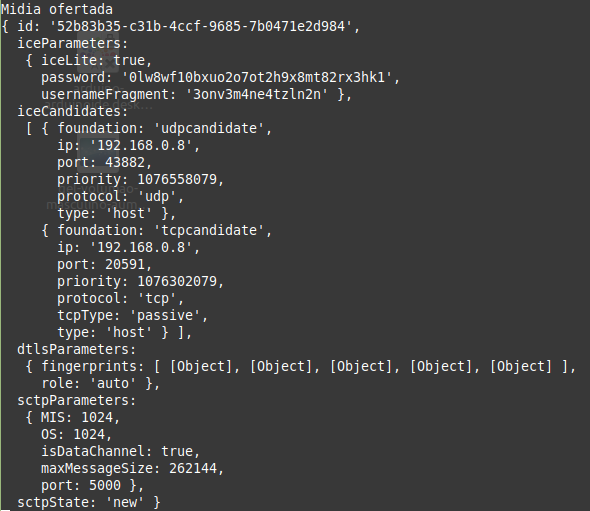 Midia ofertada
{ id: '52b83b35-c31b-4ccf-9685-7b0471e2d984',
iceParameters:
{ iceLite: true,
password: '0lw8wf10bxuo2o7ot2h9x8mt82rx3hk1',
usernameFragment: '3onv3m4ne4tzln2n' },
iceCandidates:
[ { foundation: 'udpcandidate',
ip: '192.168.0.8',
port: 43882,
priority: 1076558079,
protocol: 'udp',
type: 'host' },
{ foundation: 'tcpcandidate',
ip: '192.168.0.8',
port: 20591,
priority: 1076302079,
protocol: 'tcp',
tcpType: 'passive',
type: 'host' } ],
dtlsParameters:
{ fingerprints: [ [Object], [Object], [Object], [Object], [Object] ],
role: 'auto' },
sctpParameters:
{ MIS: 1024,
OS: 1024,
isDataChannel: true,
maxMessageSize: 262144,
port: 5000 },
sctpState: 'new' }